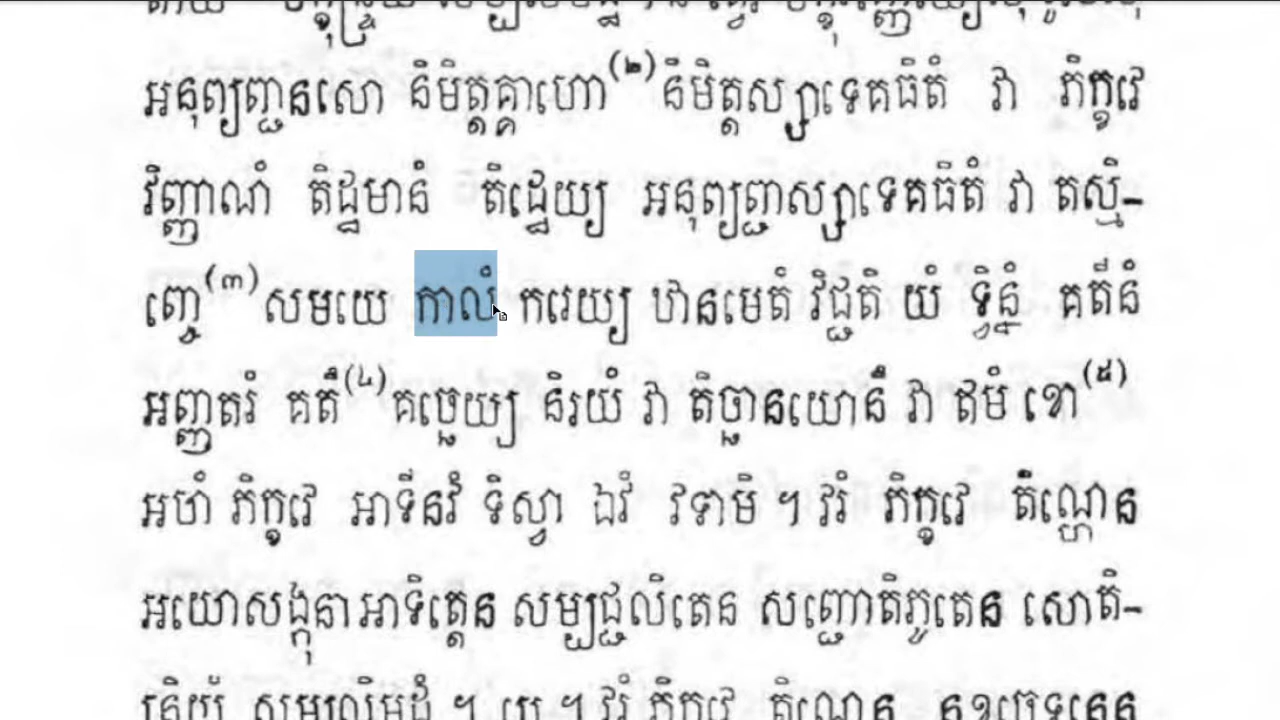 អនុព្យញ្ជនសោ និមិត្តគ្គាហោ(២) និមិត្តស្សាទេគធិតំ វា ភិក្ខវេ
វិញ្ញាណំ តិដ្ឋមានំ តិដ្ឋេយ្យ អនុព្យញ្ជាស្សាទេគធិតំ វា តស្មិ-
ញ្ចេ(៣) សមយេ កាលំ ករេយ្យ ឋានមេតំ វិជ្ជតិ យំ ទ្វិន្នំ គតីនំ
អញ្ញតរំ គតឹ(៤) គច្ឆេយ្យ និរយំ វា តិច្ឆានយោនឹ វា ឥមំ ខោ(៥)
អហំ ភិក្ខវេ អាទីនវំ ទិស្វា ឯវំ វទាមិ ។ វរំ ភិក្ខវេ តិណ្ហេន
អយោសង្កុនា អាទិត្តេន សម្បជ្ជលិតេន សញ្ជោតិភូតេន សោតិ-